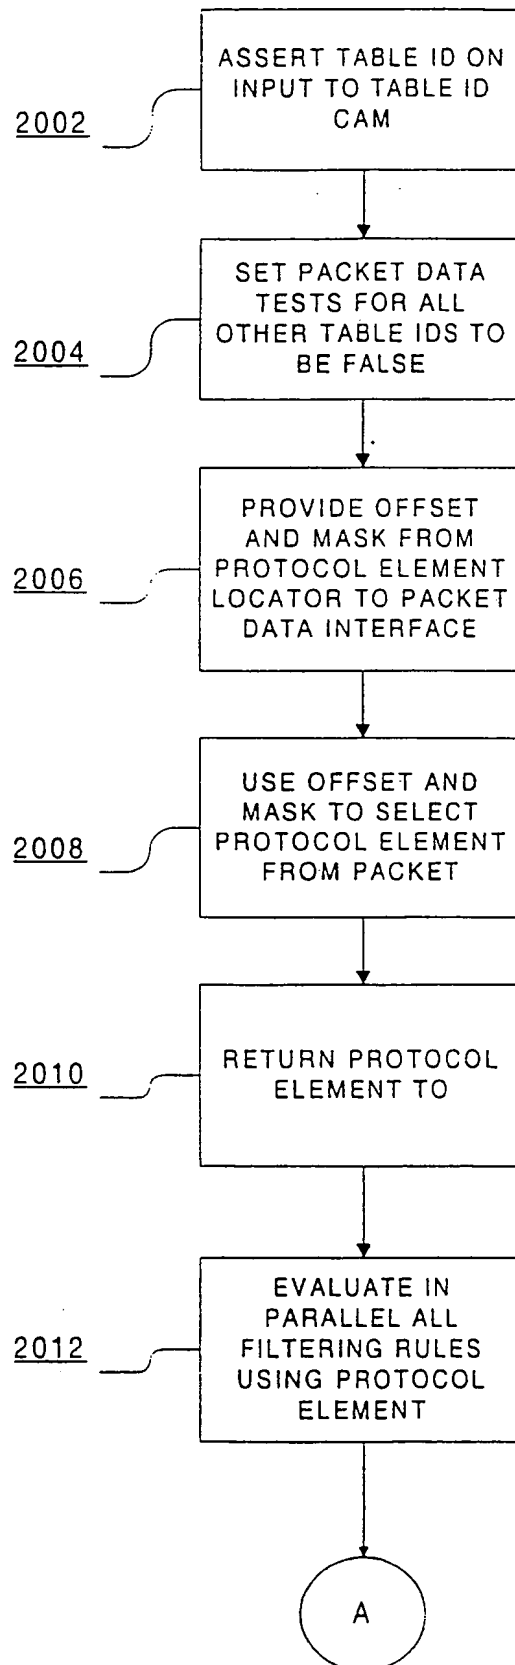 2002
ASSERT TABLE ID ON
INPUT TO TABLE ID
CAM
2004
SET PACKET DATA
TESTS FOR ALL
OTHER TABLE IDS TO
BE FALSE
2006
PROVIDE OFFSET
AND MASK FROM
PROTOCOL ELEMENT
LOCATOR TO PACKET
DATA INTERFACE
2008
USE OFFSET AND
MASK TO SELECT
PROTOCOL ELEMENT
FROM PACKET
2010
RETURN PROTOCOL
ELEMENT TO
2012
EVALUATE IN
PARALLEL ALL
FILTERING RULES
USING PROTOCOL
ELEMENT
A